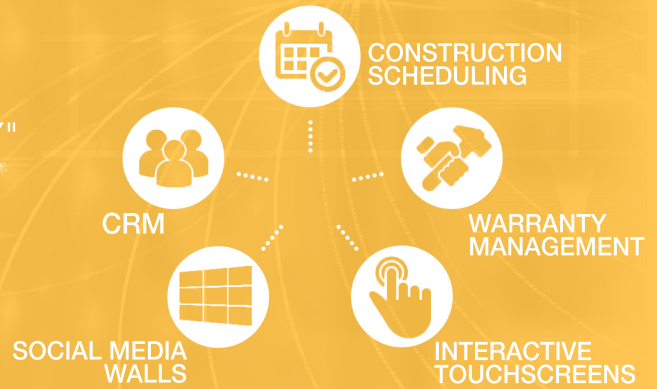 CONSTRUCTION
SCHEDULING
CRM
WARRANTY
MANAGEMENT
SOCIAL MEDIA
WALLS
INTERACTIVE
TOUCHSCREENS